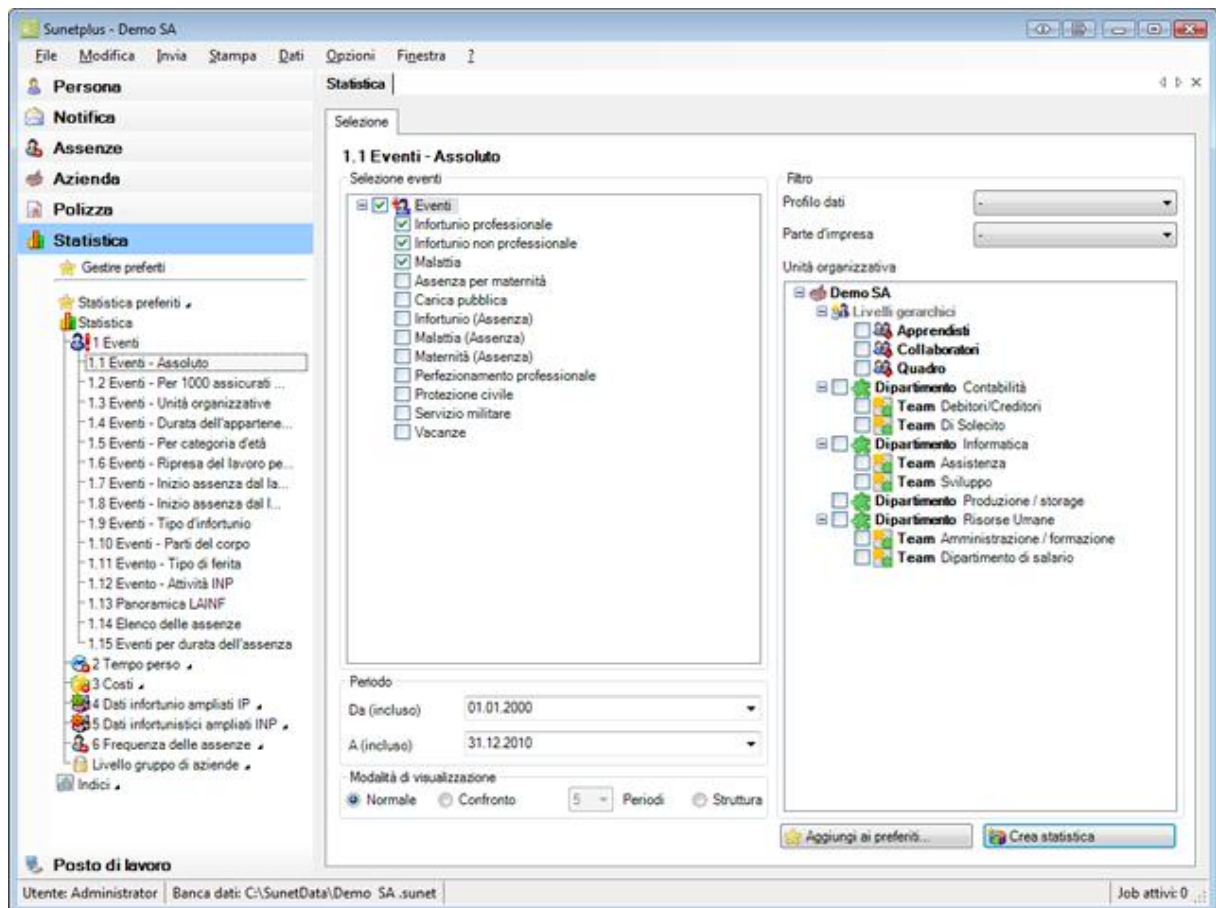 Sunetplus - Demo SA
File Modifica Invia Stampa Dati Opzioni Finestra ?
Persona
Notifica
Assenze
Azienda
Polizza
Statistica
Gestire preferiti
Statistica preferiti
Statistica
1 Eventi
1.1 Eventi - Assoluto
1.2 Eventi - Per 1000 assicurati ...
1.3 Eventi - Unità organizzative
1.4 Eventi - Durata dell'appartene...
1.5 Eventi - Per categoria d'età
1.6 Eventi - Ripresa del lavoro pe...
1.7 Eventi - Inizio assenza dal la...
1.8 Eventi - Inizio assenza dal l...
1.9 Eventi - Tipo d'infortunio
1.10 Eventi - Parti del corpo
1.11 Evento - Tipo di ferita
1.12 Evento - Attività INP
1.13 Panoramica LAINF
1.14 Elenco delle assenze
1.15 Eventi per durata dell'assenza
2 Tempo perso
3 Costi
4 Dati infortunio ampliati IP
5 Dati infortunistici ampliati INP
6 Frequenza delle assenze
Livello gruppo di aziende
Indici
Posto di lavoro
Statistica
Selezione
1.1 Eventi - Assoluto
Selezione eventi
Eventi
Infortunio professionale
Infortunio non professionale
Malattia
Assenza per maternità
Carica pubblica
Infortunio (Assenza)
Malattia (Assenza)
Maternità (Assenza)
Perfezionamento professionale
Protezione civile
Servizio militare
Vacanze
Periodo
Da (incluso) 01.01.2000
A (incluso) 31.12.2010
Modalità di visualizzazione
Normale Confronto 5 Periodi Struttura
Filtro
Profilo dati -
Parte d'impresa -
Unità organizzativa
Demo SA
Livelli gerarchici
Apprendisti
Collaboratori
Quadro
Dipartimento Contabilità
Team Debitori/Creditori
Team Di Solecito
Dipartimento Informatica
Team Assistenza
Team Sviluppo
Dipartimento Produzione / storage
Dipartimento Risorse Umane
Team Amministrazione / formazione
Team Dipartimento di salario
Aggiungi ai preferiti... Crea statistica
Utente: Administrator Banca dati: C:\SunetData\Demo SA .sunet Job attivi: 0